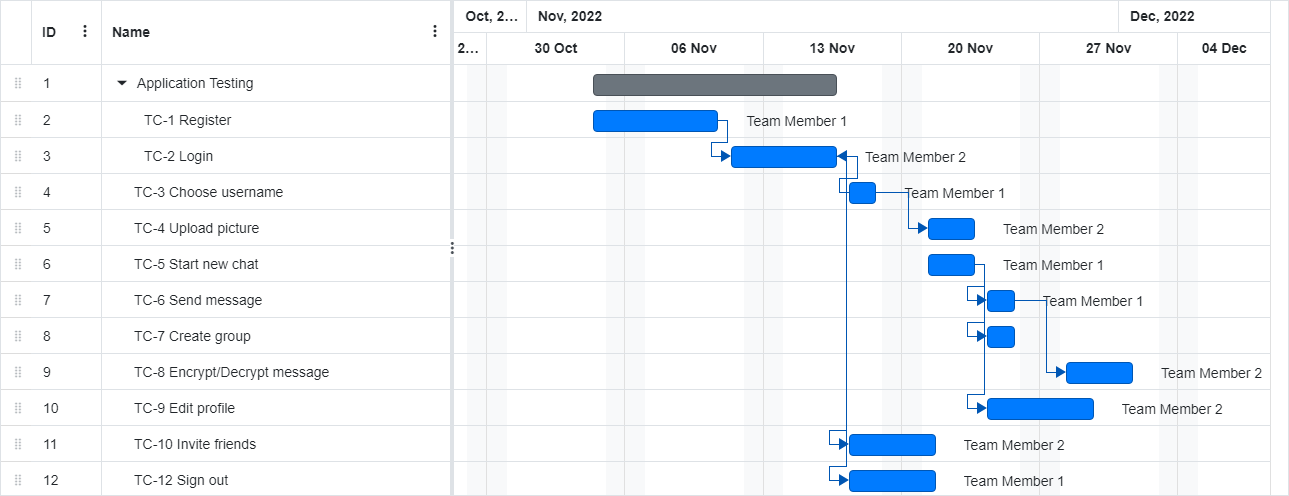 Oct, 2... Nov, 2022 Dec, 2022
ID Name
2... 30 Oct 06 Nov 13 Nov 20 Nov 27 Nov 04 Dec
1 Application Testing
2 TC-1 Register Team Member 1
3 TC-2 Login Team Member 2
4 TC-3 Choose username Team Member 1
5 TC-4 Upload picture Team Member 2
6 TC-5 Start new chat Team Member 1
7 TC-6 Send message Team Member 1
8 TC-7 Create group
9 TC-8 Encrypt/Decrypt message Team Member 2
10 TC-9 Edit profile Team Member 2
11 TC-10 Invite friends Team Member 2
12 TC-12 Sign out Team Member 1